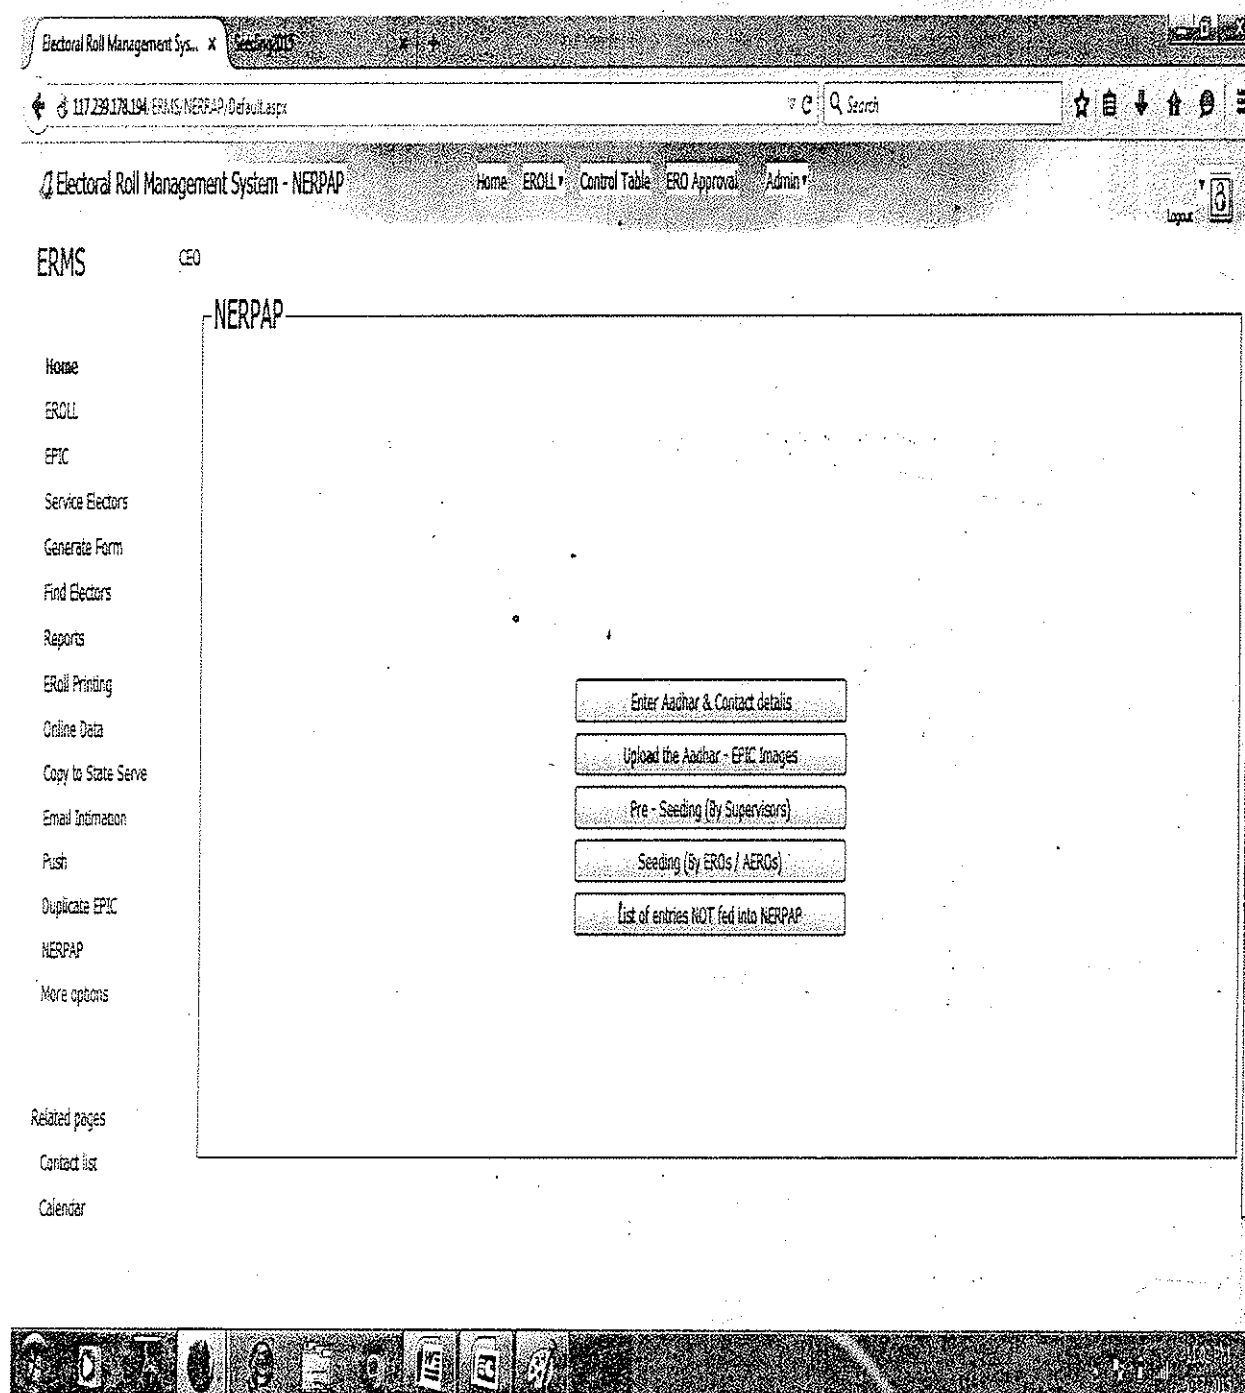 Electoral Roll Management Sys... x Seeding2015 x +
117.239.178.194/ERMS/NERPAP/Default.aspx Search
Electoral Roll Management System - NERPAP Home EROLL Control Table ERO Approval Admin
Logout
ERMS CEO
NERPAP
Home
EROLL
EPIC
Service Electors
Generate Form
Find Electors
Reports
ERoll Printing
Online Data
Copy to State Serve
Email Intimation
Push
Duplicate EPIC
NERPAP
More options
Enter Aadhar & Contact details
Upload the Aadhar - EPIC Images
Pre - Seeding (By Supervisors)
Seeding (By EROs / AEROs)
List of entries NOT fed into NERPAP
Related pages
Contact list
Calendar